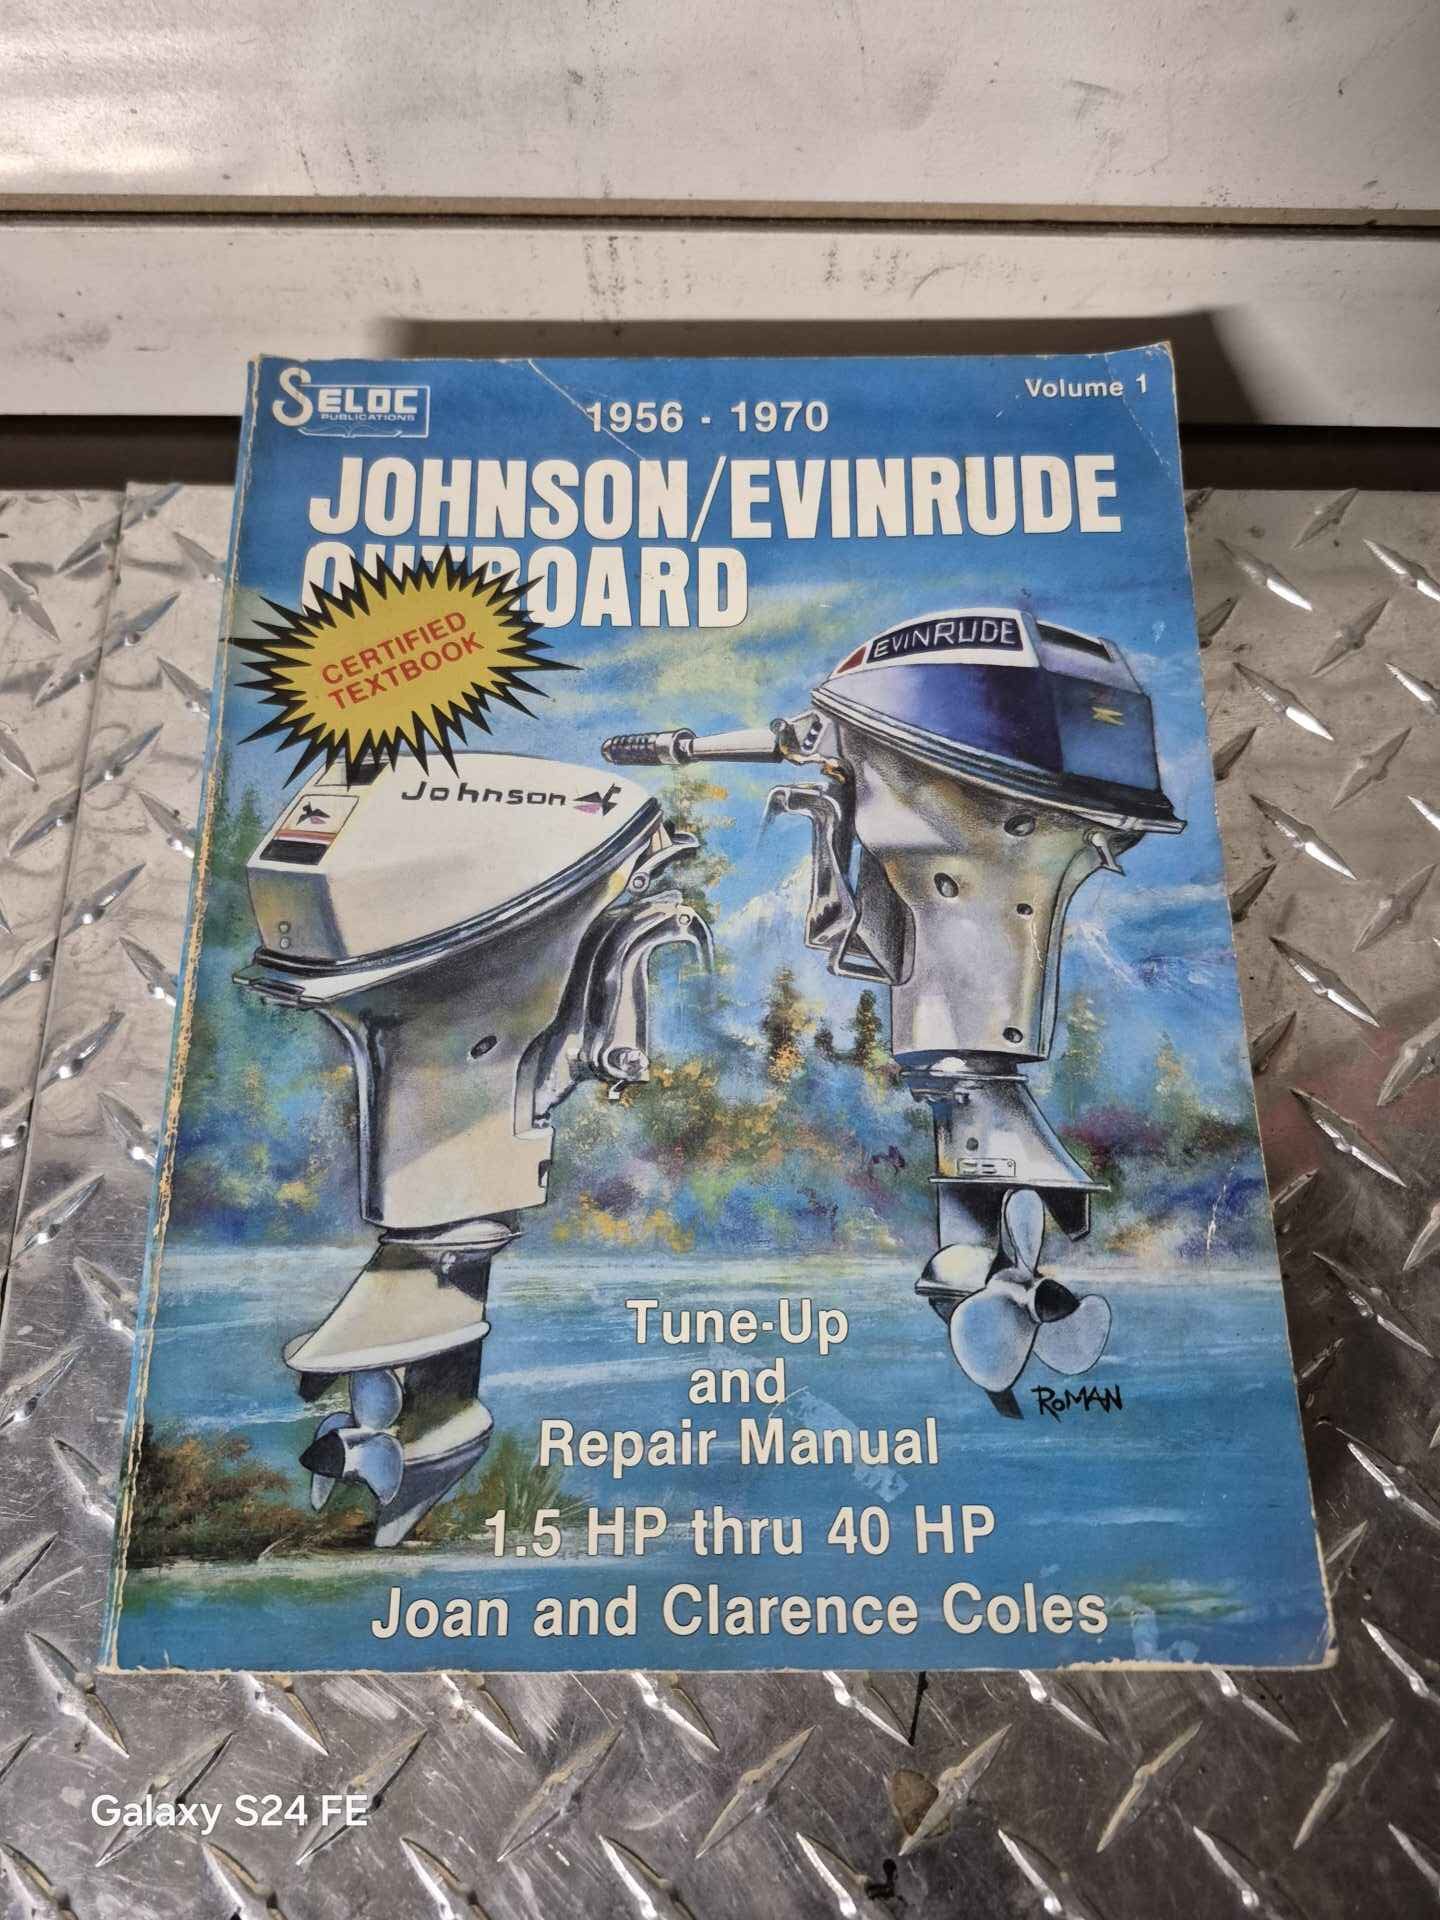 SELOC
PUBLICATIONS
Volume 1
1956 - 1970
JOHNSON/EVINRUDE
OUTBOARD
CERTIFIED
TEXTBOOK
EVINRUDE
Johnson
Tune-Up
and
Repair Manual
ROMAN
1.5 HP thru 40 HP
Joan and Clarence Coles
Galaxy S24 FE